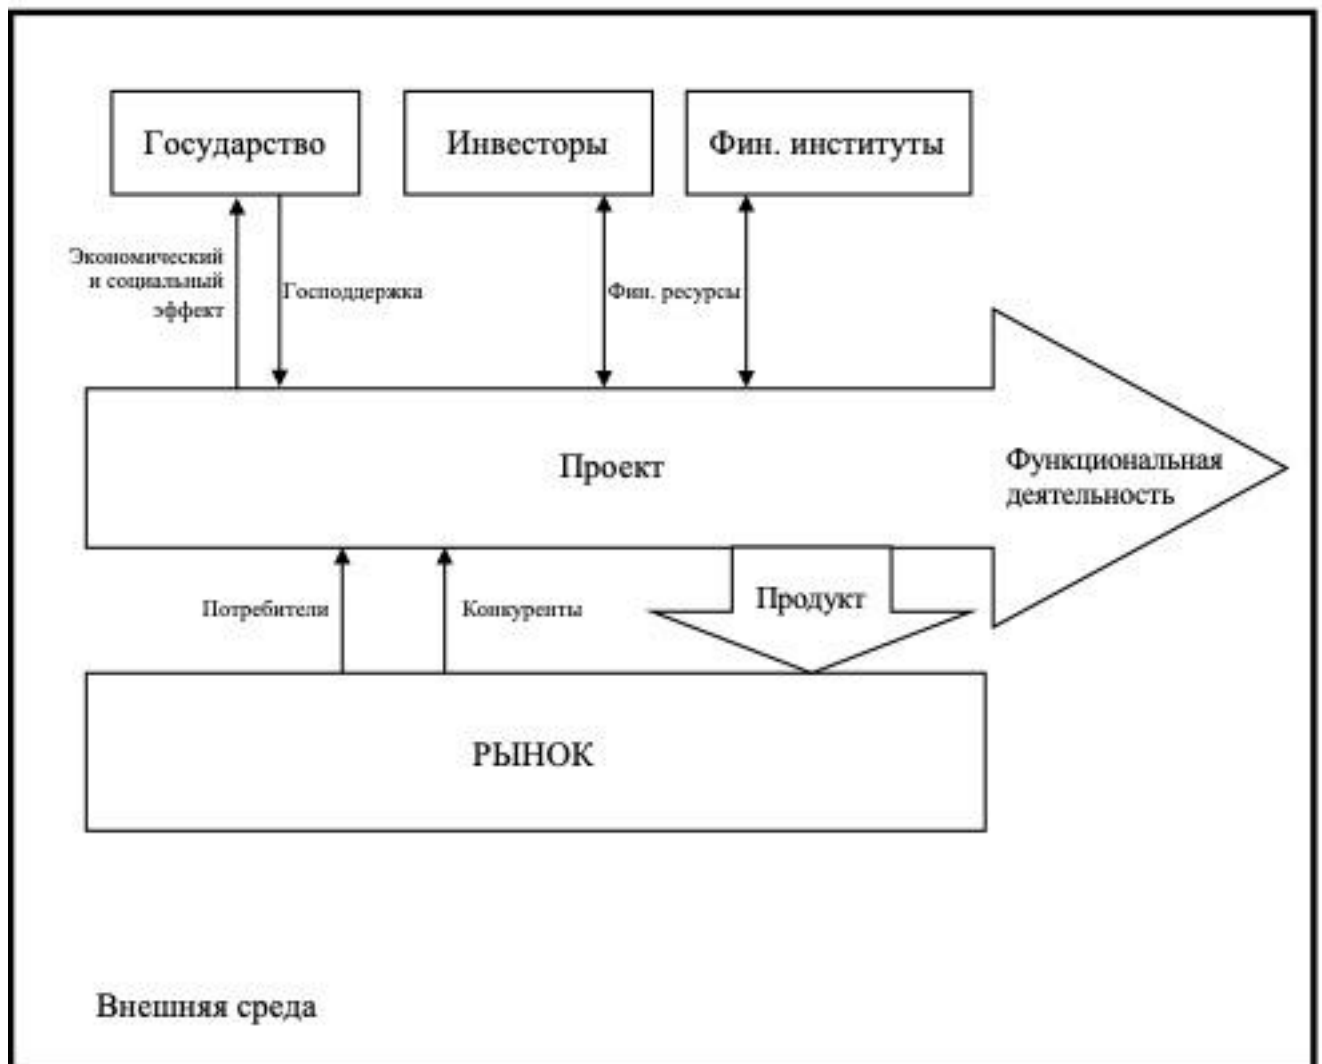 Государство
Инвесторы
Фин. институты
Экономический
и социальный
эффект
Господдержка
Фин. ресурсы
Проект
Функциональная
деятельность
Потребители
Конкуренты
Продукт
РЫНОК
Внешняя среда